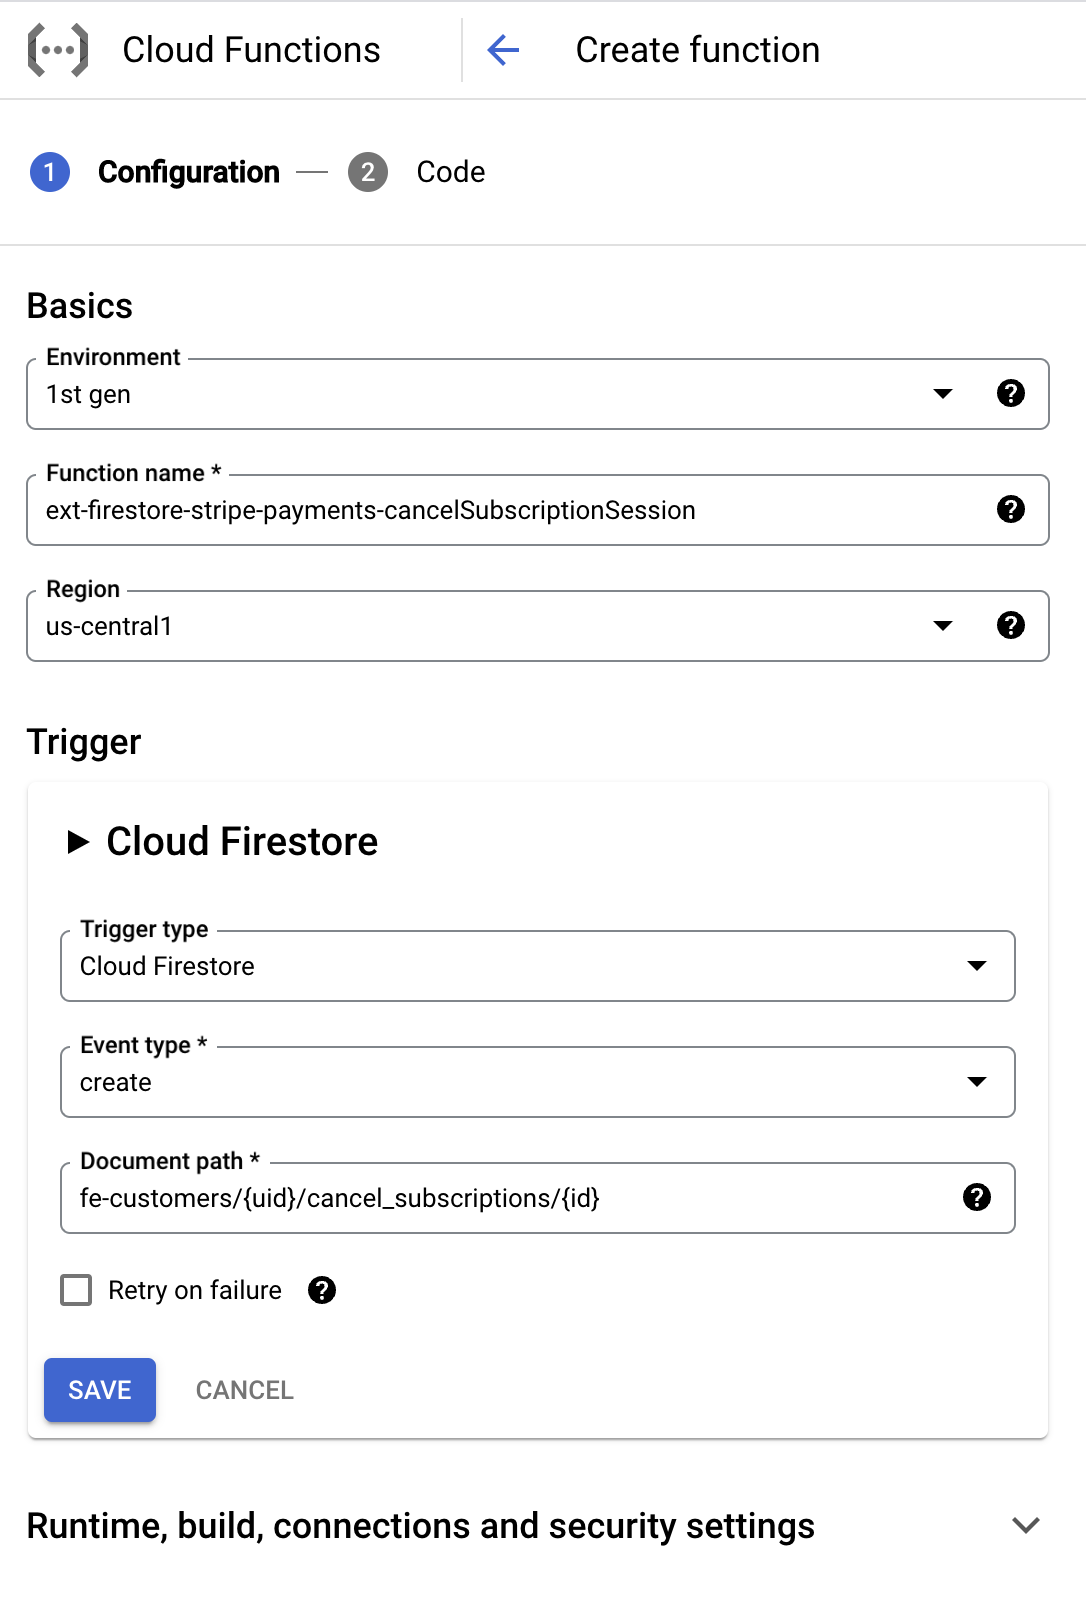 Cloud Functions
Create function
1 Configuration 2 Code
Basics
Environment
1st gen
Function name *
ext-firestore-stripe-payments-cancelSubscriptionSession
Region
us-central1
Trigger
Cloud Firestore
Trigger type
Cloud Firestore
Event type *
create
Document path *
fe-customers/{uid}/cancel_subscriptions/{id}
Retry on failure
SAVE CANCEL
Runtime, build, connections and security settings